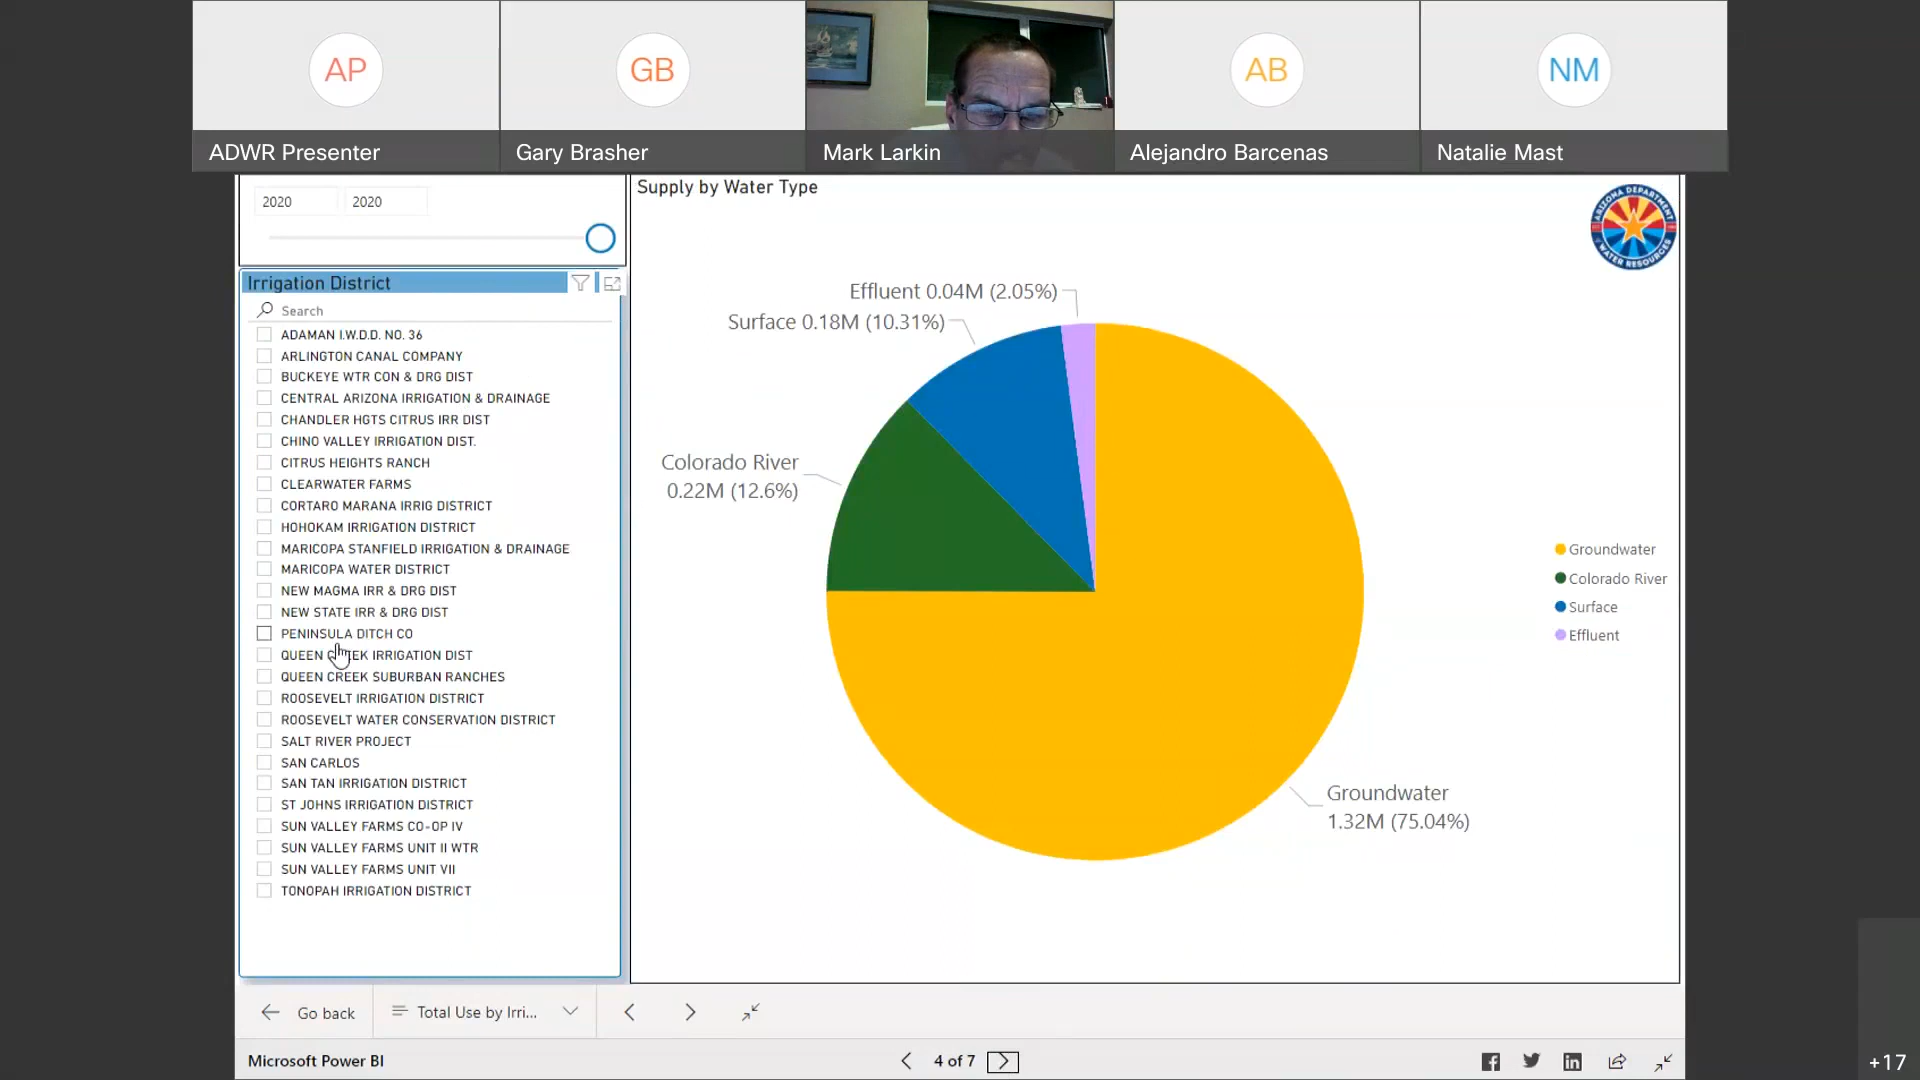 AP
GB
AB
NM
ADWR Presenter
Gary Brasher
Mark Larkin
Alejandro Barcenas
Natalie Mast
2020
2020
Supply by Water Type
ARIZONA DEPARTMENT
OF WATER RESOURCES
Irrigation District
Search
ADAMAN I.W.D.D. NO. 36
ARLINGTON CANAL COMPANY
BUCKEYE WTR CON & DRG DIST
CENTRAL ARIZONA IRRIGATION & DRAINAGE
CHANDLER HGTS CITRUS IRR DIST
CHINO VALLEY IRRIGATION DIST.
CITRUS HEIGHTS RANCH
CLEARWATER FARMS
CORTARO MARANA IRRIG DISTRICT
HOHOKAM IRRIGATION DISTRICT
MARICOPA STANFIELD IRRIGATION & DRAINAGE
MARICOPA WATER DISTRICT
NEW MAGMA IRR & DRG DIST
NEW STATE IRR & DRG DIST
PENINSULA DITCH CO
QUEEN CREEK IRRIGATION DIST
QUEEN CREEK SUBURBAN RANCHES
ROOSEVELT IRRIGATION DISTRICT
ROOSEVELT WATER CONSERVATION DISTRICT
SALT RIVER PROJECT
SAN CARLOS
SAN TAN IRRIGATION DISTRICT
ST JOHNS IRRIGATION DISTRICT
SUN VALLEY FARMS CO-OP IV
SUN VALLEY FARMS UNIT II WTR
SUN VALLEY FARMS UNIT VII
TONOPAH IRRIGATION DISTRICT
Effluent 0.04M (2.05%)
Surface 0.18M (10.31%)
Colorado River
0.22M (12.6%)
Groundwater
1.32M (75.04%)
Groundwater
Colorado River
Surface
Effluent
Go back
Total Use by Irri...
Microsoft Power BI
4 of 7
+17